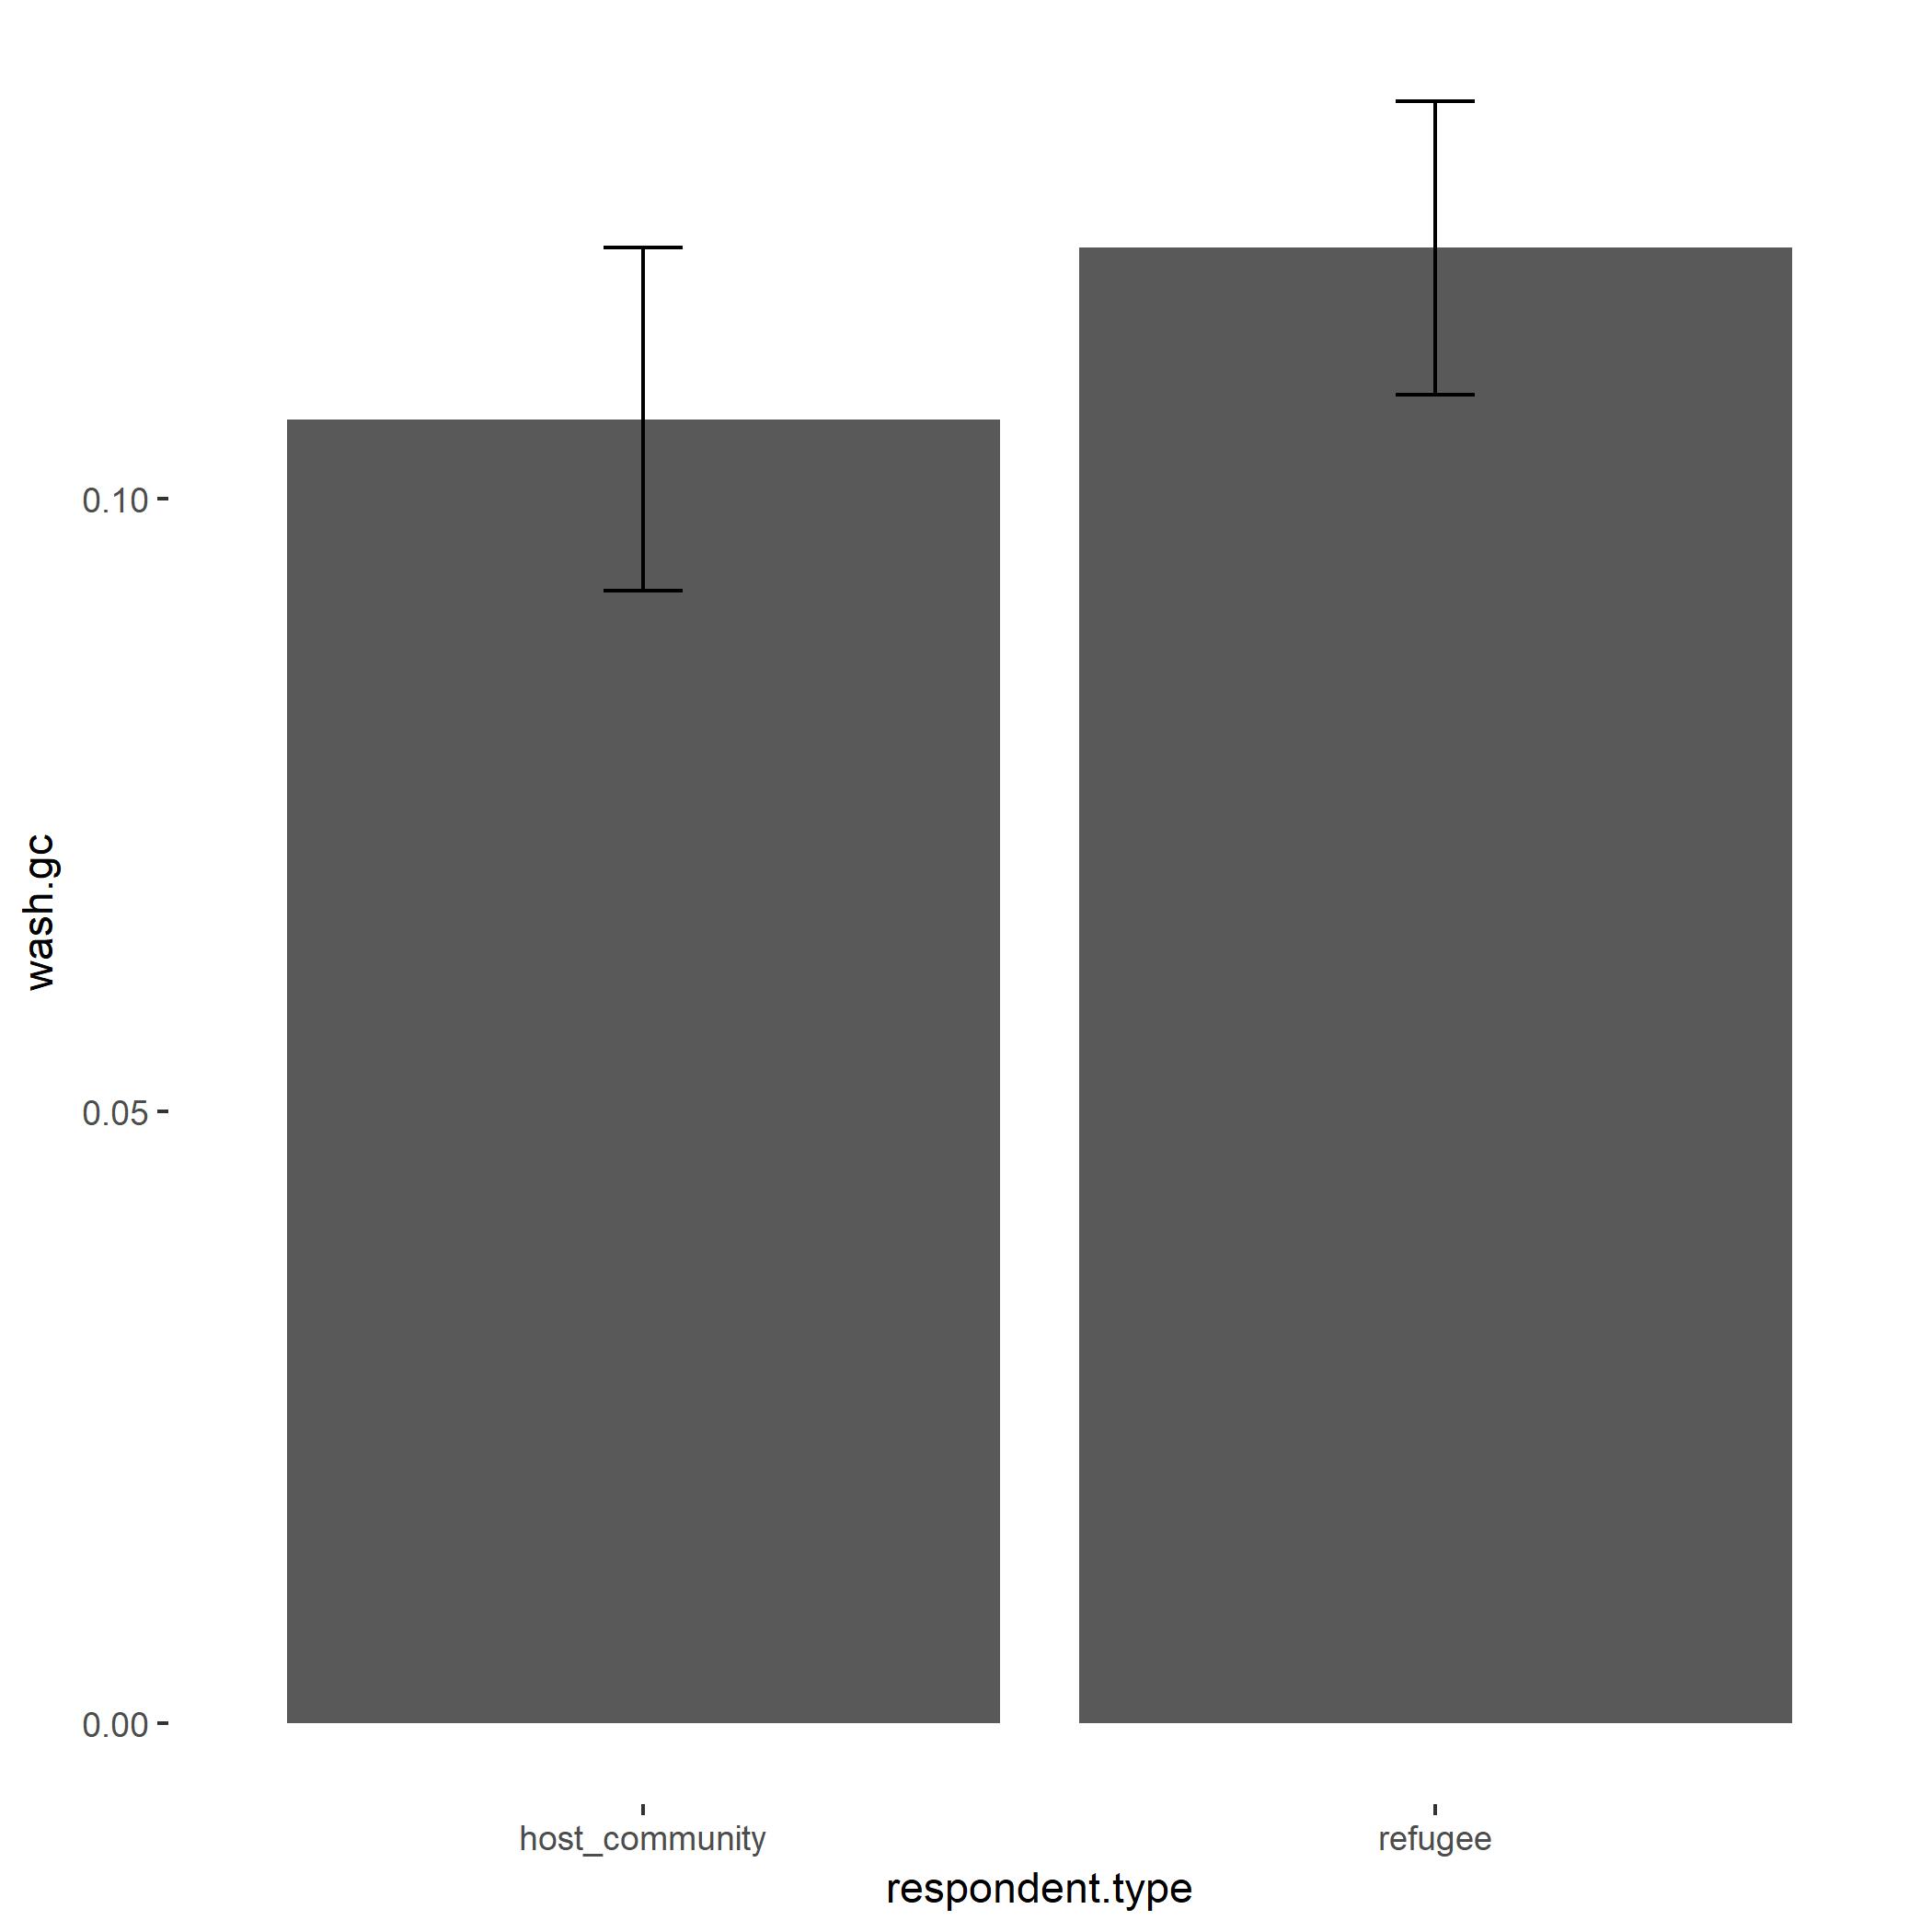 wash.gc
0.10
0.05
0.00
host_community
refugee
respondent.type